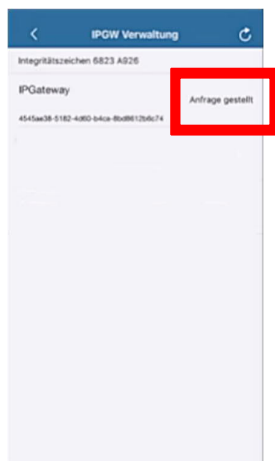 IPGW Verwaltung
Integritätszeichen 6823 A926
IPGateway
Anfrage gestellt
4545ae38-5182-4d60-b4ca-8bd8612b6c74